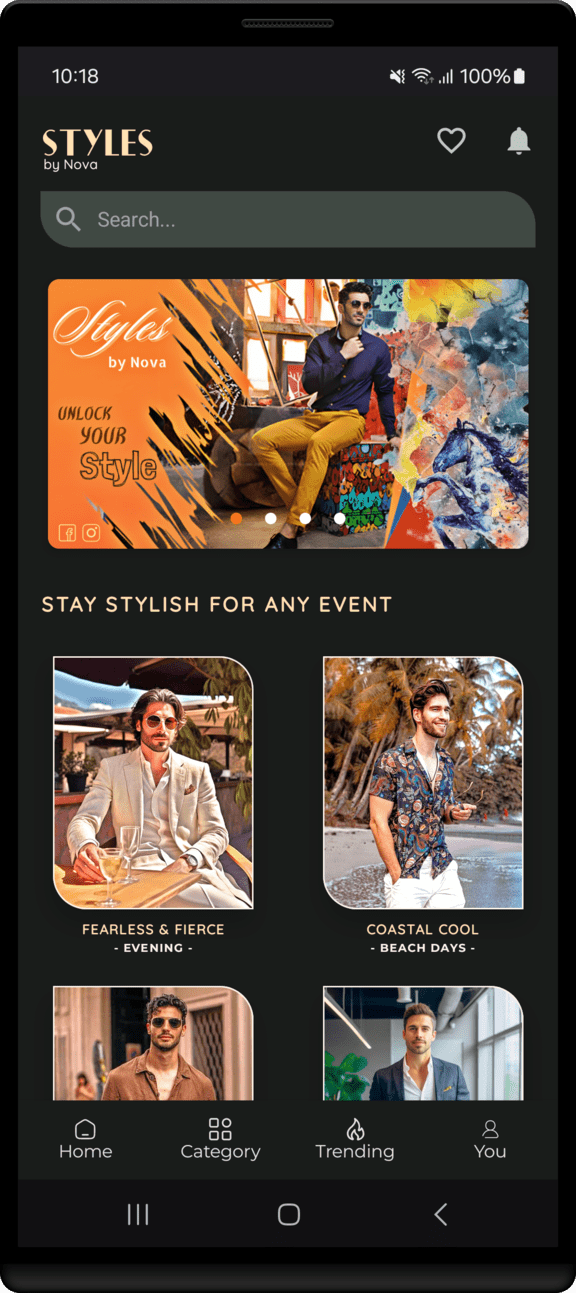 10:18
100%
STYLES
by Nova
Search...
Styles
by Nova
UNLOCK
YOUR
Style
STAY STYLISH FOR ANY EVENT
FEARLESS & FIERCE
- EVENING -
COASTAL COOL
- BEACH DAYS -
Home
Category
Trending
You